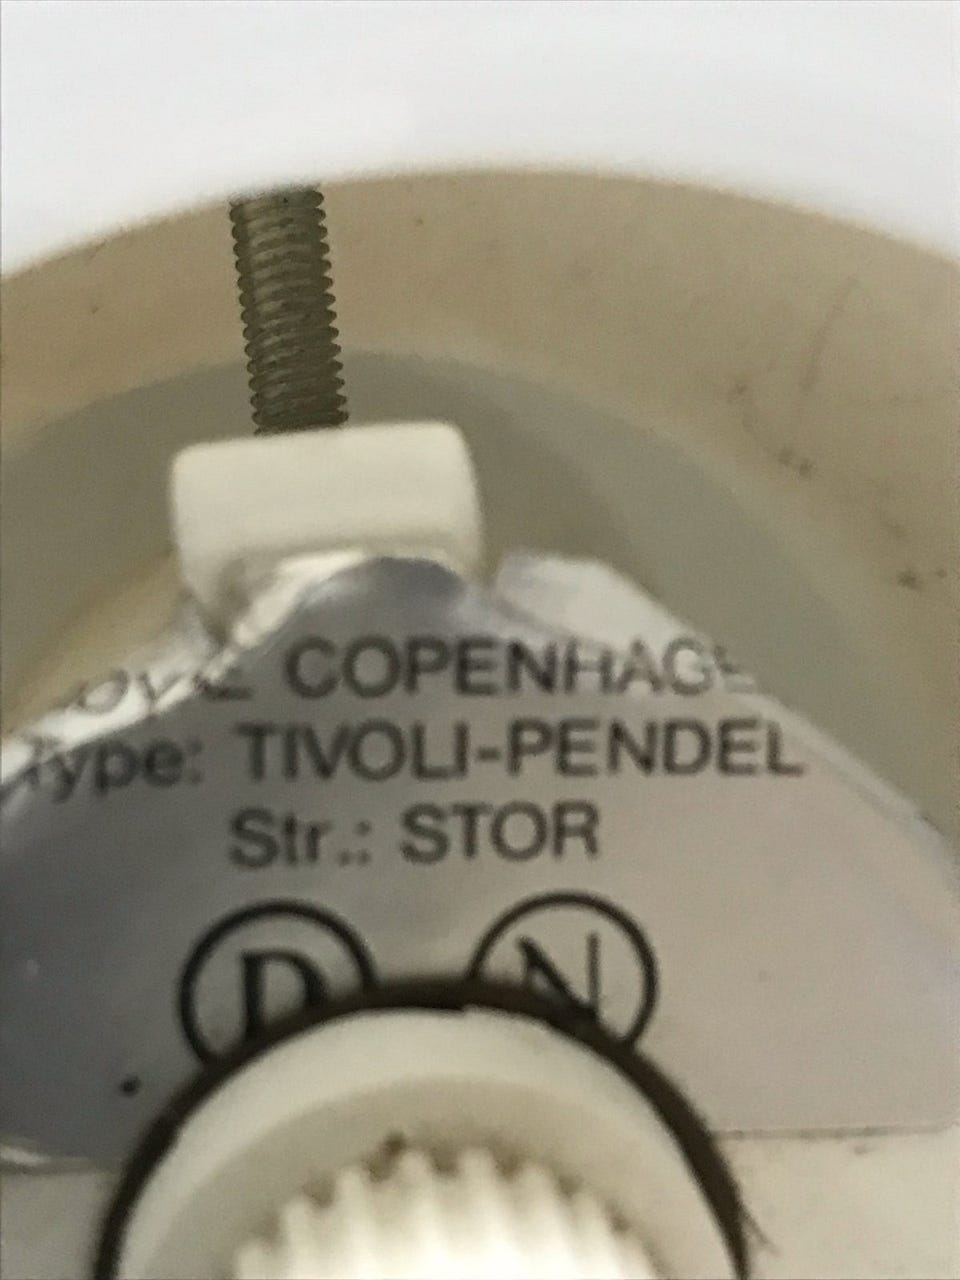 COPENHAGE
Type: TIVOLI-PENDEL
Str.: STOR
D N